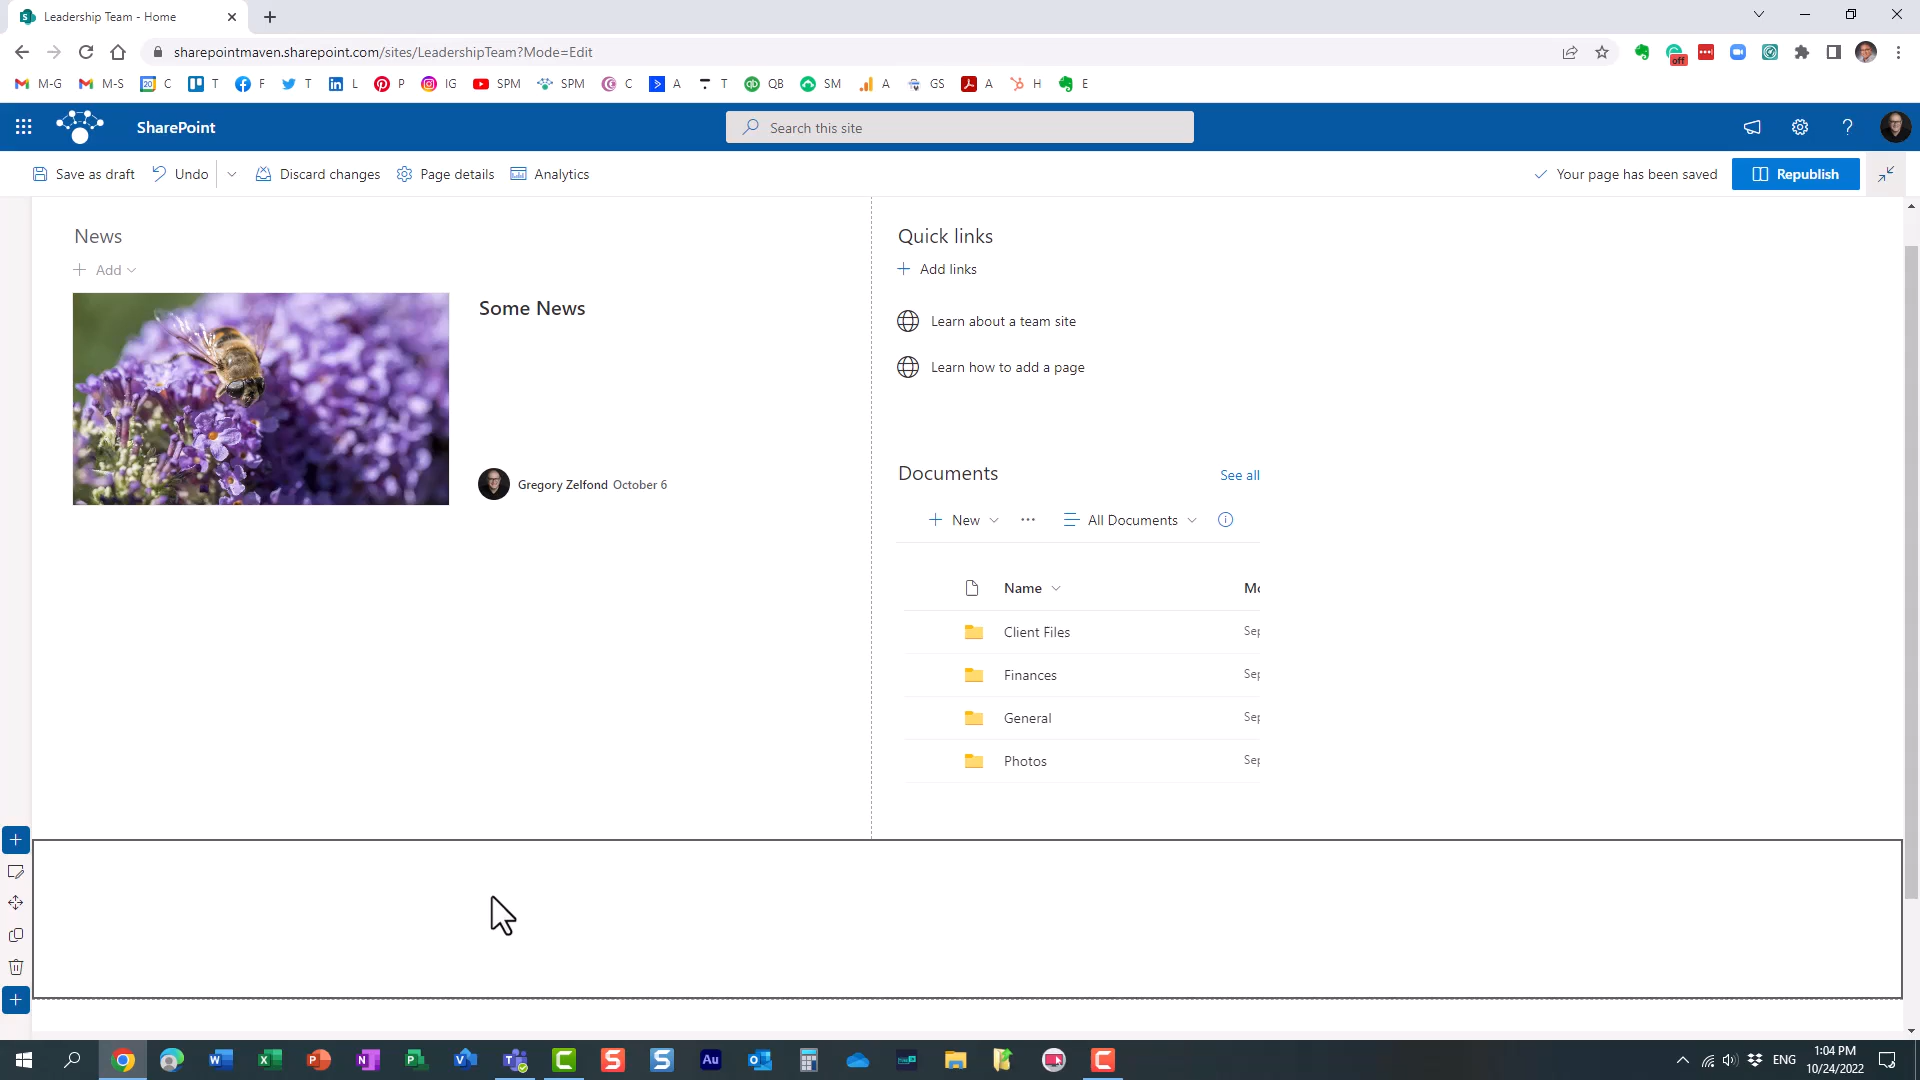 Leadership Team - Home
sharepointmaven.sharepoint.com/sites/LeadershipTeam?Mode=Edit
off
M-G M-S 20 C T F T L P IG SPM SPM C A T QB SM A GS A H E
SharePoint
Search this site
Save as draft Undo Discard changes Page details Analytics
Your page has been saved Republish
News
Add
Some News
Gregory Zelfond October 6
Quick links
Add links
Learn about a team site
Learn how to add a page
Documents See all
New All Documents
Name Mo
Client Files Sep
Finances Sep
General Sep
Photos Sep
ENG
1:04 PM
10/24/2022